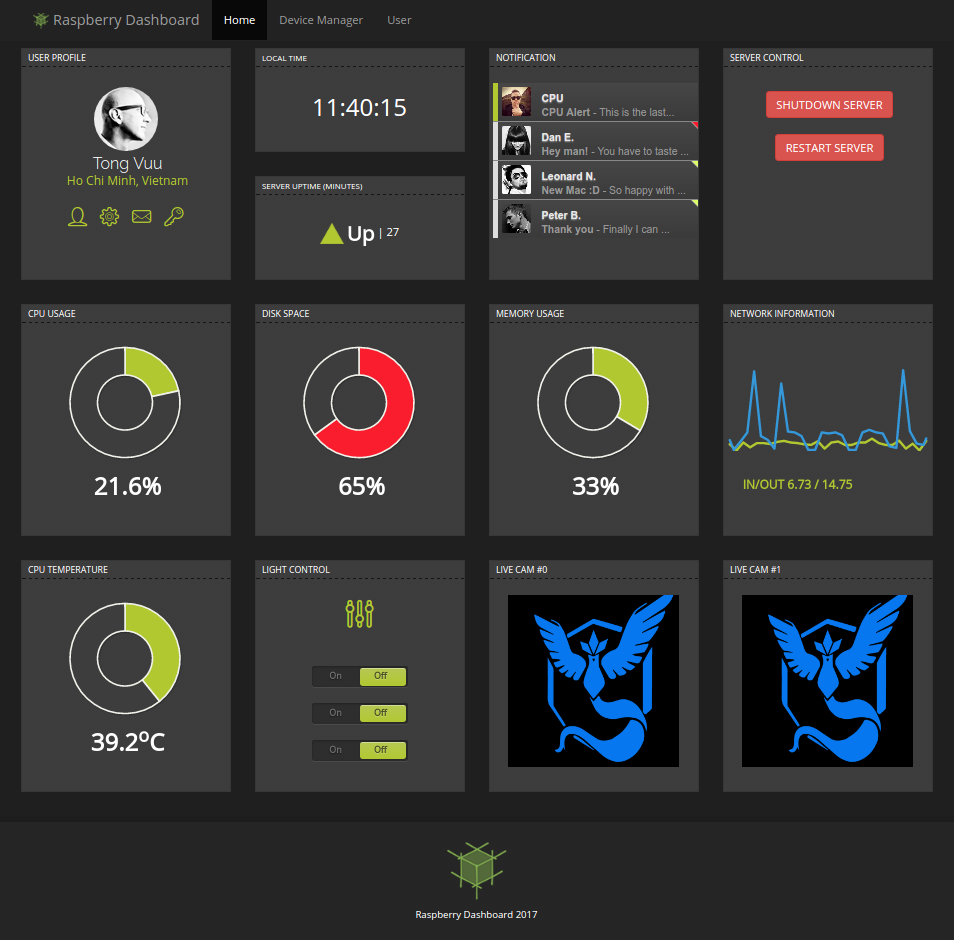 Raspberry Dashboard
Home
Device Manager
User
USER PROFILE
Tong Vuu
Ho Chi Minh, Vietnam
LOCAL TIME
11:40:15
SERVER UPTIME (MINUTES)
Up | 27
NOTIFICATION
CPU
CPU Alert - This is the last...
Dan E.
Hey man! - You have to taste ...
Leonard N.
New Mac :D - So happy with ...
Peter B.
Thank you - Finally I can ...
SERVER CONTROL
SHUTDOWN SERVER
RESTART SERVER
CPU USAGE
21.6%
DISK SPACE
65%
MEMORY USAGE
33%
NETWORK INFORMATION
IN/OUT 6.73 / 14.75
CPU TEMPERATURE
39.2°C
LIGHT CONTROL
On Off
On Off
On Off
LIVE CAM #0
LIVE CAM #1
Raspberry Dashboard 2017